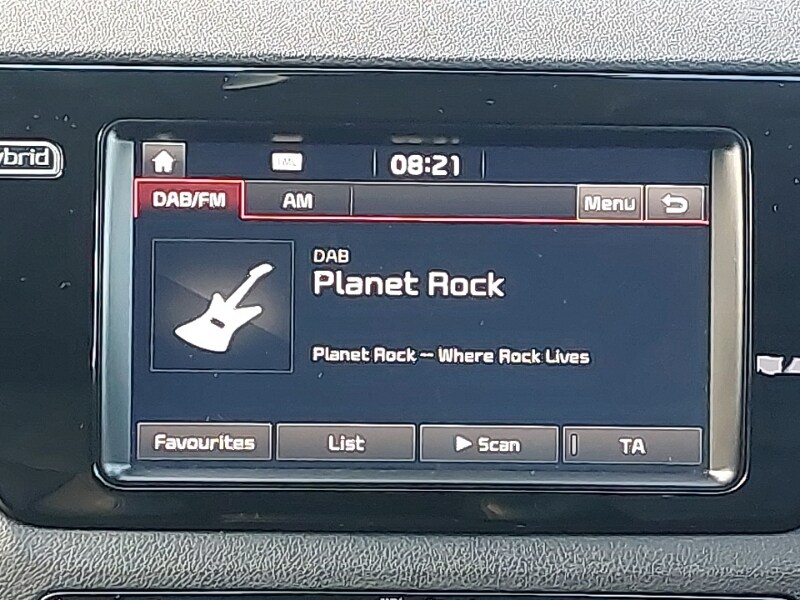 ybrid
TMC
08:21
DAB/FM
AM
Menu
DAB
Planet Rock
Planet Rock – Where Rock Lives
Favourites
List
Scan
TA